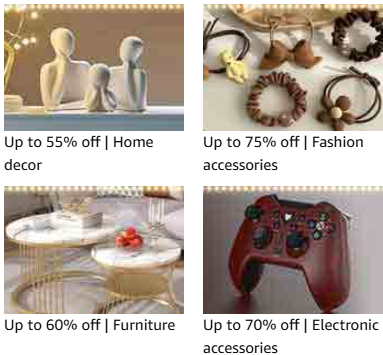 Up to 55% off | Home
decor
Up to 75% off | Fashion
accessories
Up to 60% off | Furniture
Up to 70% off | Electronic
accessories